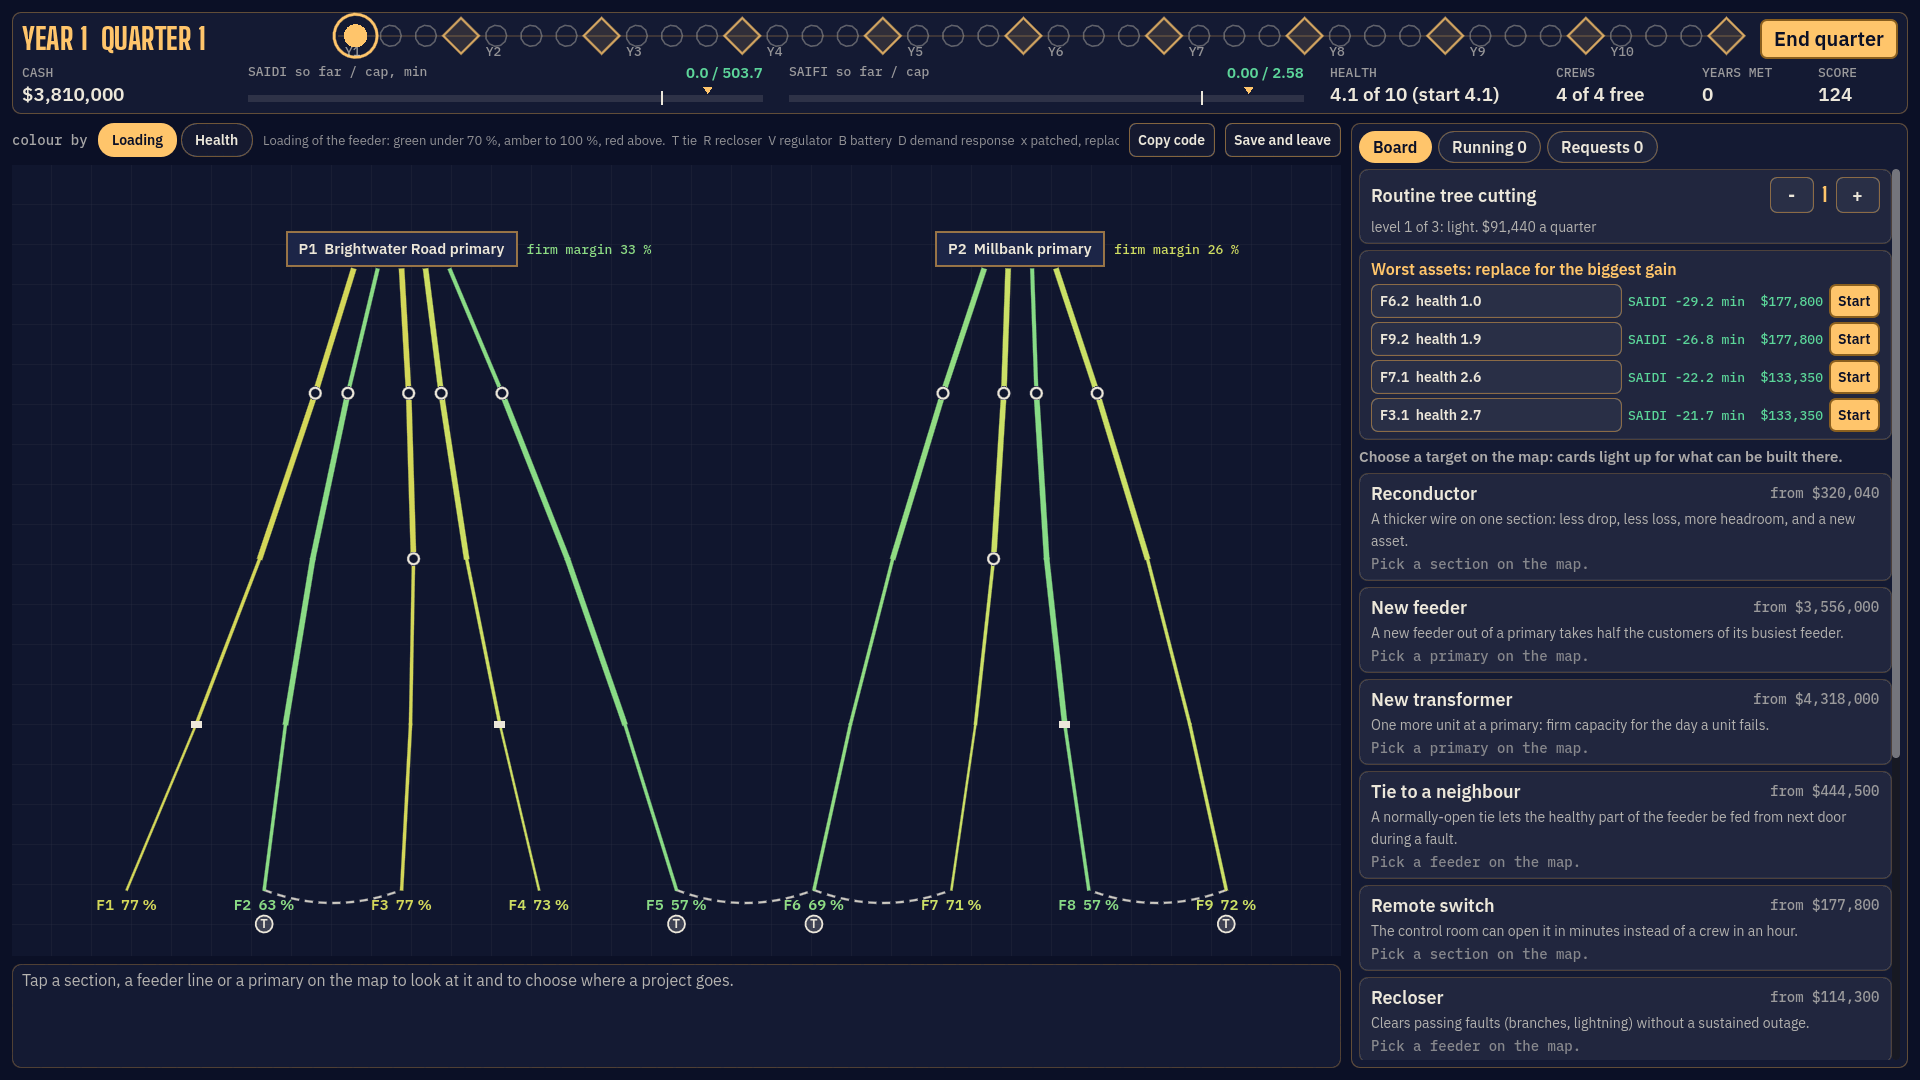 YEAR 1 QUARTER 1
Y1
Y2
Y3
Y4
Y5
Y6
Y7
Y8
Y9
Y10
End quarter
CASH
$3,810,000
SAIDI so far / cap, min
0.0 / 503.7
SAIFI so far / cap
0.00 / 2.58
HEALTH
4.1 of 10 (start 4.1)
CREWS
4 of 4 free
YEARS MET
0
SCORE
124
colour by
Loading
Health
Loading of the feeder: green under 70 %, amber to 100 %, red above. T tie R recloser V regulator B battery D demand response x patched, replac
Copy code
Save and leave
P1 Brightwater Road primary
firm margin 33 %
P2 Millbank primary
firm margin 26 %
F1 77 %
F2 63 %
F3 77 %
F4 73 %
F5 57 %
F6 69 %
F7 71 %
F8 57 %
F9 72 %
T
T
T
T
Tap a section, a feeder line or a primary on the map to look at it and to choose where a project goes.
Board
Running 0
Requests 0
Routine tree cutting
-
1
+
level 1 of 3: light. $91,440 a quarter
Worst assets: replace for the biggest gain
F6.2 health 1.0
SAIDI -29.2 min $177,800
Start
F9.2 health 1.9
SAIDI -26.8 min $177,800
Start
F7.1 health 2.6
SAIDI -22.2 min $133,350
Start
F3.1 health 2.7
SAIDI -21.7 min $133,350
Start
Choose a target on the map: cards light up for what can be built there.
Reconductor
from $320,040
A thicker wire on one section: less drop, less loss, more headroom, and a new
asset.
Pick a section on the map.
New feeder
from $3,556,000
A new feeder out of a primary takes half the customers of its busiest feeder.
Pick a primary on the map.
New transformer
from $4,318,000
One more unit at a primary: firm capacity for the day a unit fails.
Pick a primary on the map.
Tie to a neighbour
from $444,500
A normally-open tie lets the healthy part of the feeder be fed from next door
during a fault.
Pick a feeder on the map.
Remote switch
from $177,800
The control room can open it in minutes instead of a crew in an hour.
Pick a section on the map.
Recloser
from $114,300
Clears passing faults (branches, lightning) without a sustained outage.
Pick a feeder on the map.